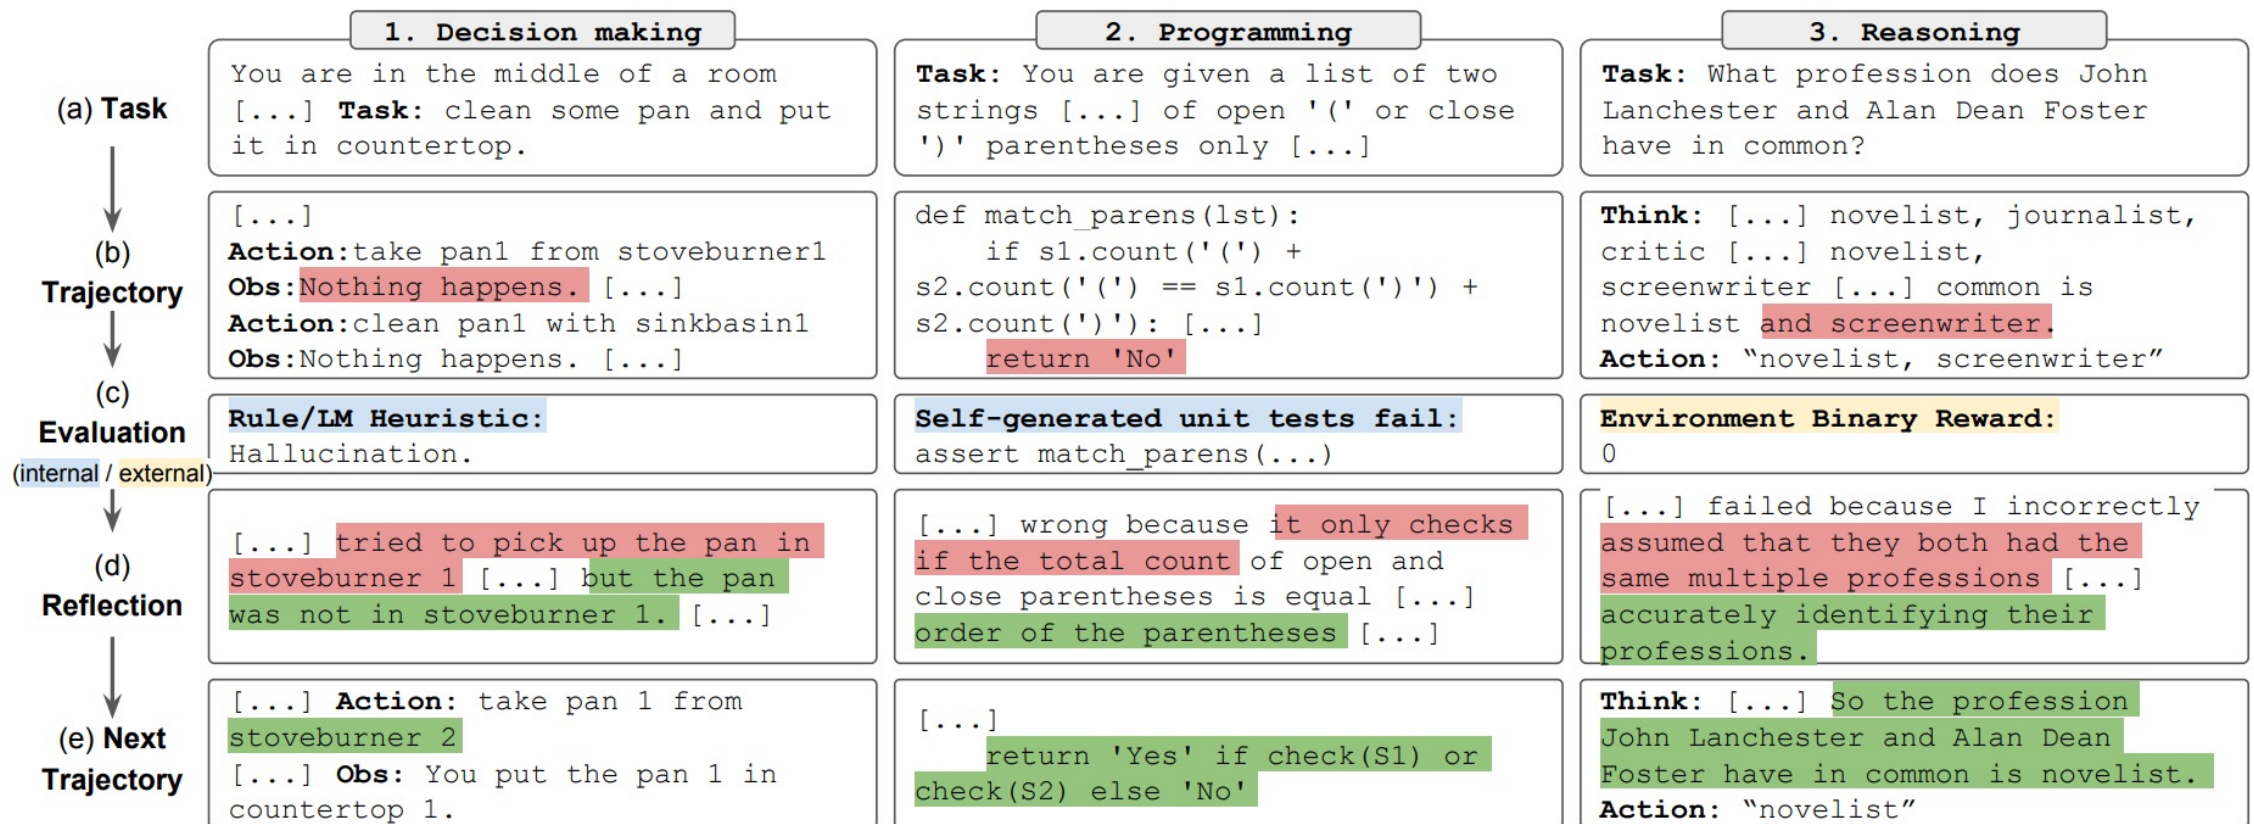 1. Decision making
2. Programming
3. Reasoning
(a) Task
You are in the middle of a room
[...] Task: clean some pan and put
it in countertop.
Task: You are given a list of two
strings [...] of open '(' or close
')' parentheses only [...]
Task: What profession does John
Lanchester and Alan Dean Foster
have in common?
(b)
Trajectory
[...]
Action:take pan1 from stoveburner1
Obs:Nothing happens. [...]
Action:clean pan1 with sinkbasin1
Obs:Nothing happens. [...]
def match_parens(lst):
if s1.count('(') +
s2.count('(') == s1.count(')') +
s2.count(')'): [...]
return 'No'
Think: [...] novelist, journalist,
critic [...] novelist,
screenwriter [...] common is
novelist and screenwriter.
Action: “novelist, screenwriter”
(c)
Evaluation
(internal / external)
Rule/LM Heuristic:
Hallucination.
Self-generated unit tests fail:
assert match_parens(...)
Environment Binary Reward:
0
(d)
Reflection
[...] tried to pick up the pan in
stoveburner 1 [...] but the pan
was not in stoveburner 1. [...]
[...] wrong because it only checks
if the total count of open and
close parentheses is equal [...]
order of the parentheses [...]
[...] failed because I incorrectly
assumed that they both had the
same multiple professions [...]
accurately identifying their
professions.
(e) Next
Trajectory
[...] Action: take pan 1 from
stoveburner 2
[...] Obs: You put the pan 1 in
countertop 1.
[...]
return 'Yes' if check(S1) or
check(S2) else 'No'
Think: [...] So the profession
John Lanchester and Alan Dean
Foster have in common is novelist.
Action: “novelist”